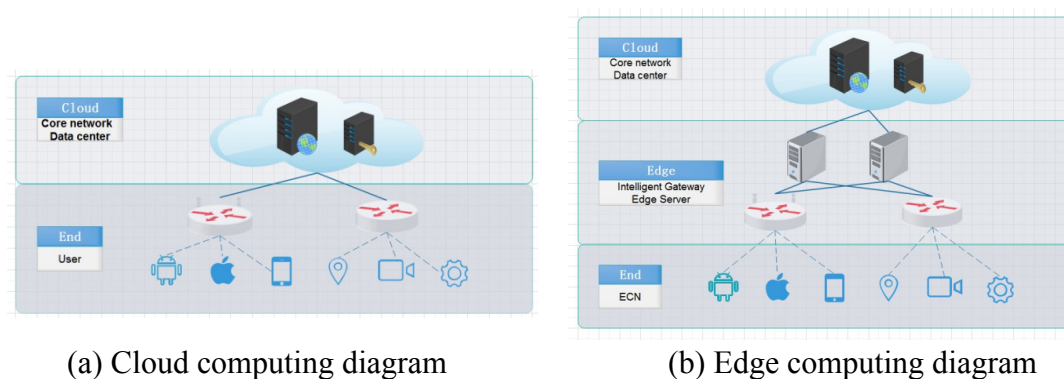 Cloud
Core network
Data center
End
User
(a) Cloud computing diagram
Cloud
Core network
Data center
Edge
Intelligent Gateway
Edge Server
End
ECN
(b) Edge computing diagram